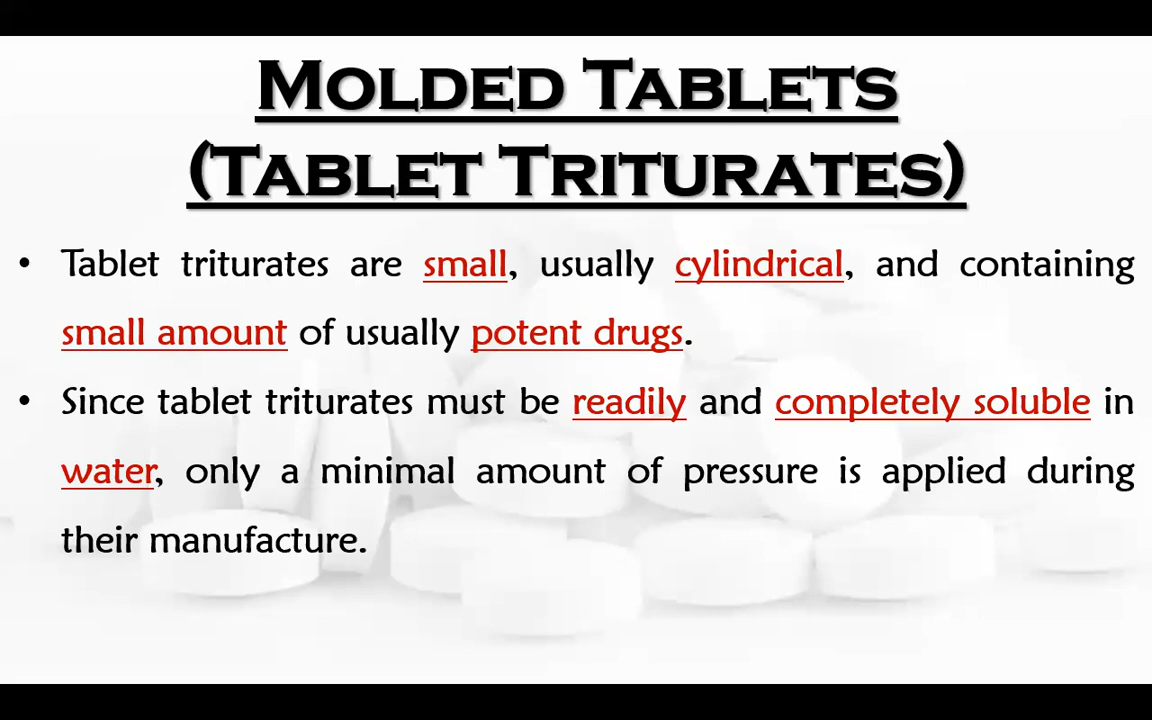 MOLDED TABLETS
(TABLET TRITURATES)
• Tablet triturates are small, usually cylindrical, and containing
small amount of usually potent drugs.
• Since tablet triturates must be readily and completely soluble in
water, only a minimal amount of pressure is applied during
their manufacture.